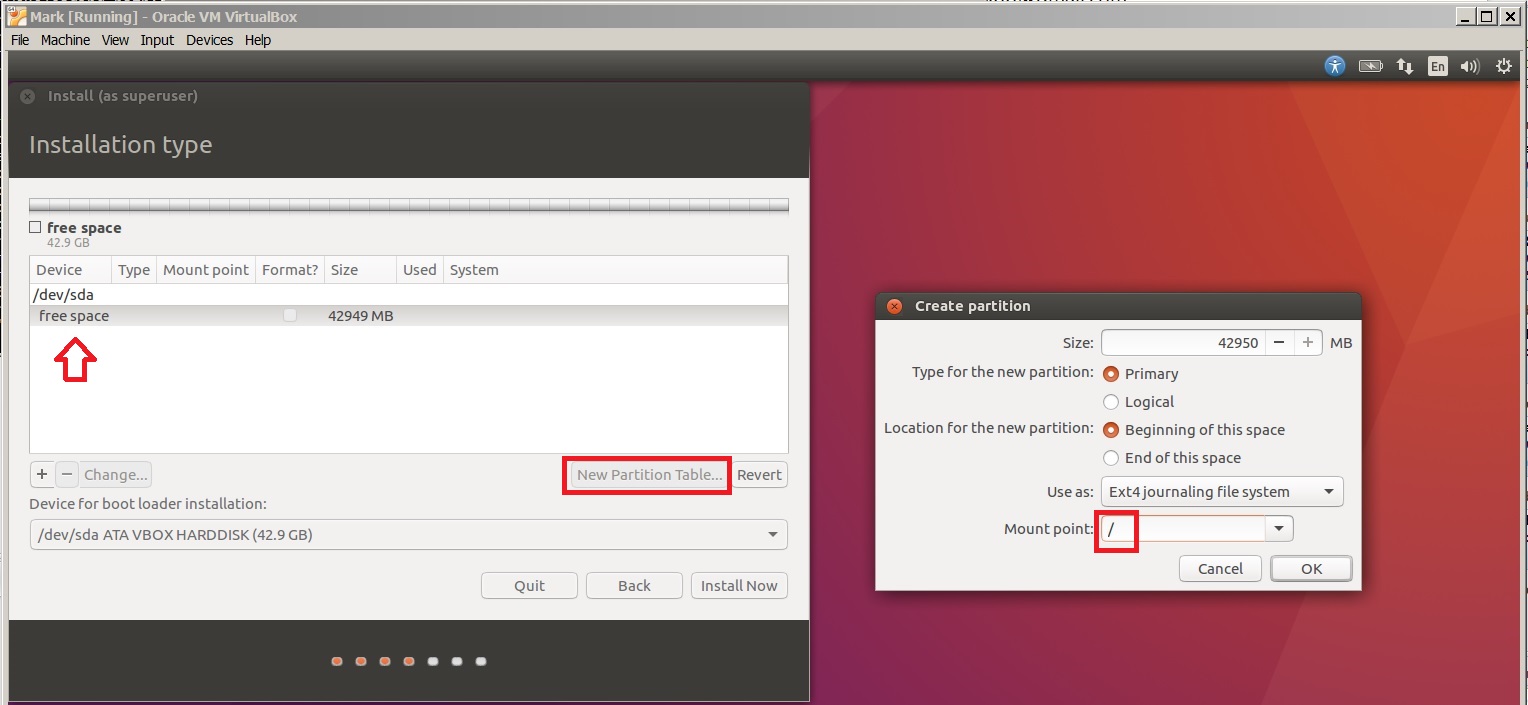 Mark [Running] - Oracle VM VirtualBox
File Machine View Input Devices Help
En
Install (as superuser)
Installation type
free space
42.9 GB
Device Type Mount point Format? Size Used System
/dev/sda
free space 42949 MB
+ − Change... New Partition Table... Revert
Device for boot loader installation:
/dev/sda ATA VBOX HARDDISK (42.9 GB)
Quit Back Install Now
Create partition
Size: 42950 − + MB
Type for the new partition: Primary
Logical
Location for the new partition: Beginning of this space
End of this space
Use as: Ext4 journaling file system
Mount point: /
Cancel OK